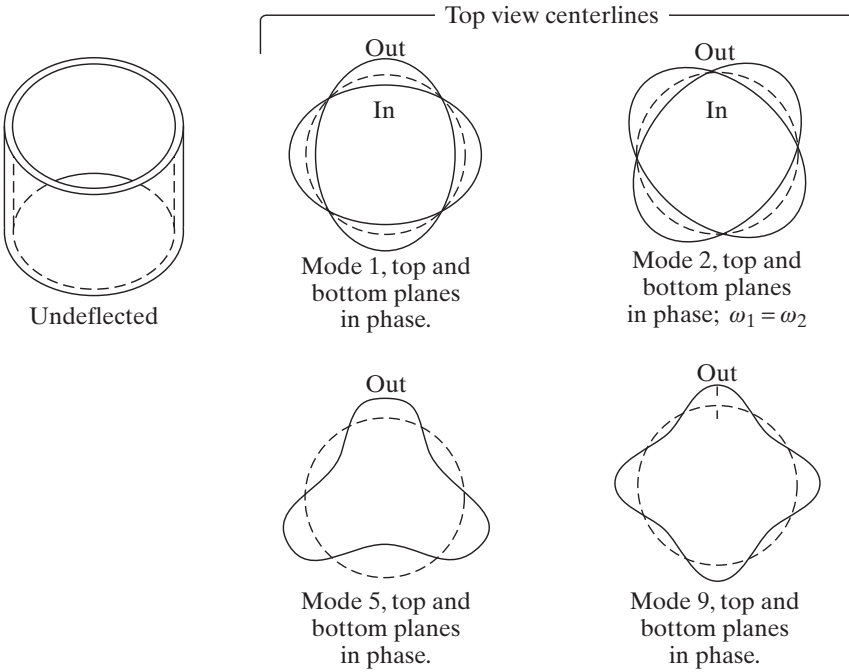 Top view centerlines
Out
In
Out
In
Undeflected
Mode 1, top and
bottom planes
in phase.
Mode 2, top and
bottom planes
in phase; ω₁ = ω₂
Out
Out
Mode 5, top and
bottom planes
in phase.
Mode 9, top and
bottom planes
in phase.